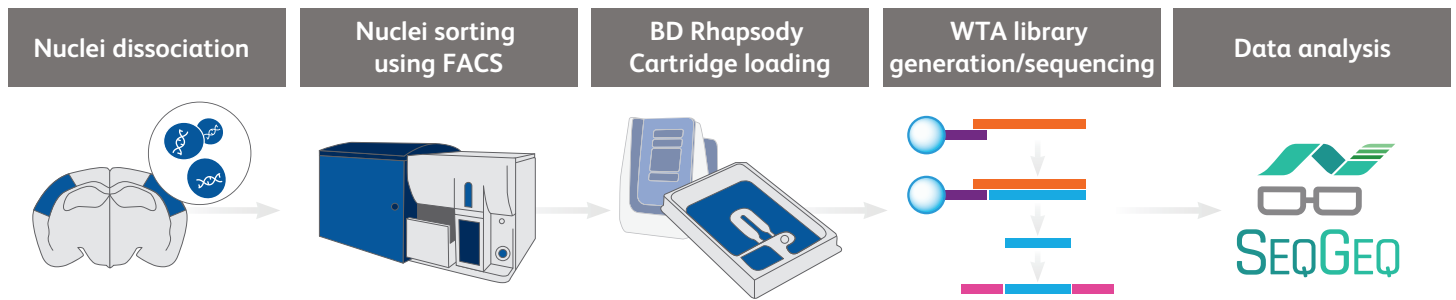 Nuclei dissociation
Nuclei sorting
using FACS
BD Rhapsody
Cartridge loading
WTA library
generation/sequencing
Data analysis
SEQGEQ